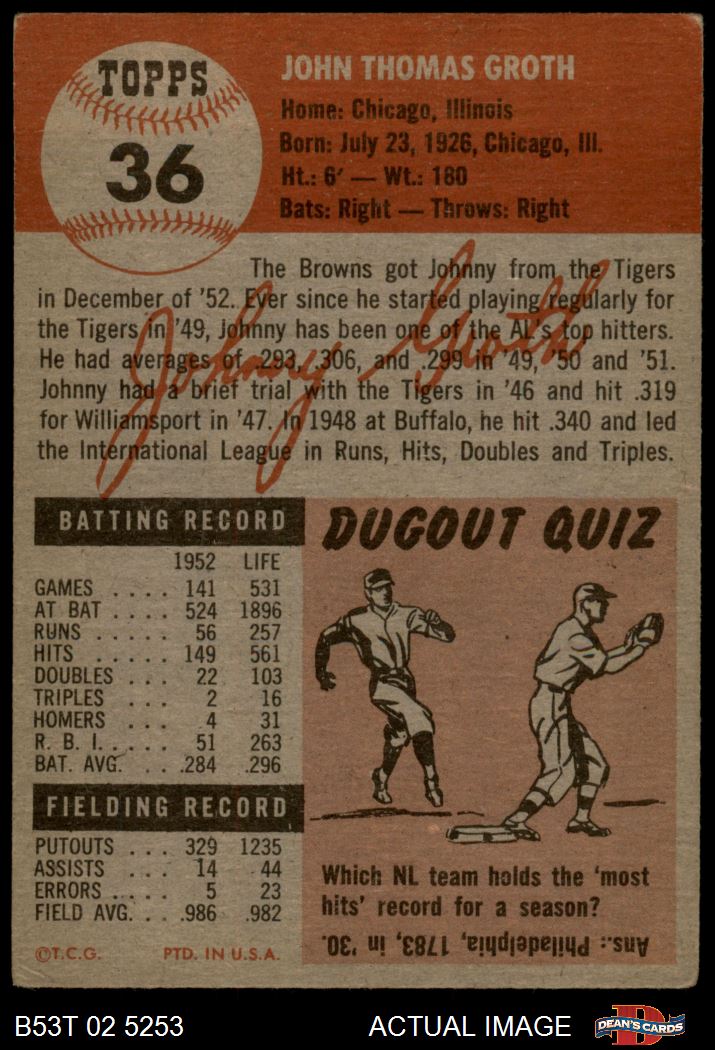 TOPPS
36
JOHN THOMAS GROTH
Home: Chicago, Illinois
Born: July 23, 1926, Chicago, Ill.
Ht.: 6' — Wt.: 180
Bats: Right — Throws: Right
The Browns got Johnny from the Tigers
in December of '52. Ever since he started playing regularly for
the Tigers in '49, Johnny has been one of the AL's top hitters.
He had averages of .293, .306, and .299 in '49, '50 and '51.
Johnny had a brief trial with the Tigers in '46 and hit .319
for Williamsport in '47. In 1948 at Buffalo, he hit .340 and led
the International League in Runs, Hits, Doubles and Triples.
Johnny Groth
BATTING RECORD
1952 LIFE
GAMES .... 141 531
AT BAT .... 524 1896
RUNS ..... 56 257
HITS ..... 149 561
DOUBLES ... 22 103
TRIPLES ... 2 16
HOMERS ... 4 31
R. B. I. .... 51 263
BAT. AVG. .. .284 .296
FIELDING RECORD
PUTOUTS ... 329 1235
ASSISTS ... 14 44
ERRORS .... 5 23
FIELD AVG. .. .986 .982
©T.C.G. PTD. IN U.S.A.
DUGOUT QUIZ
Which NL team holds the 'most
hits' record for a season?
Ans.: Philadelphia, 1783, in '30.
B53T 02 5253
ACTUAL IMAGE
D
DEAN'S CARDS